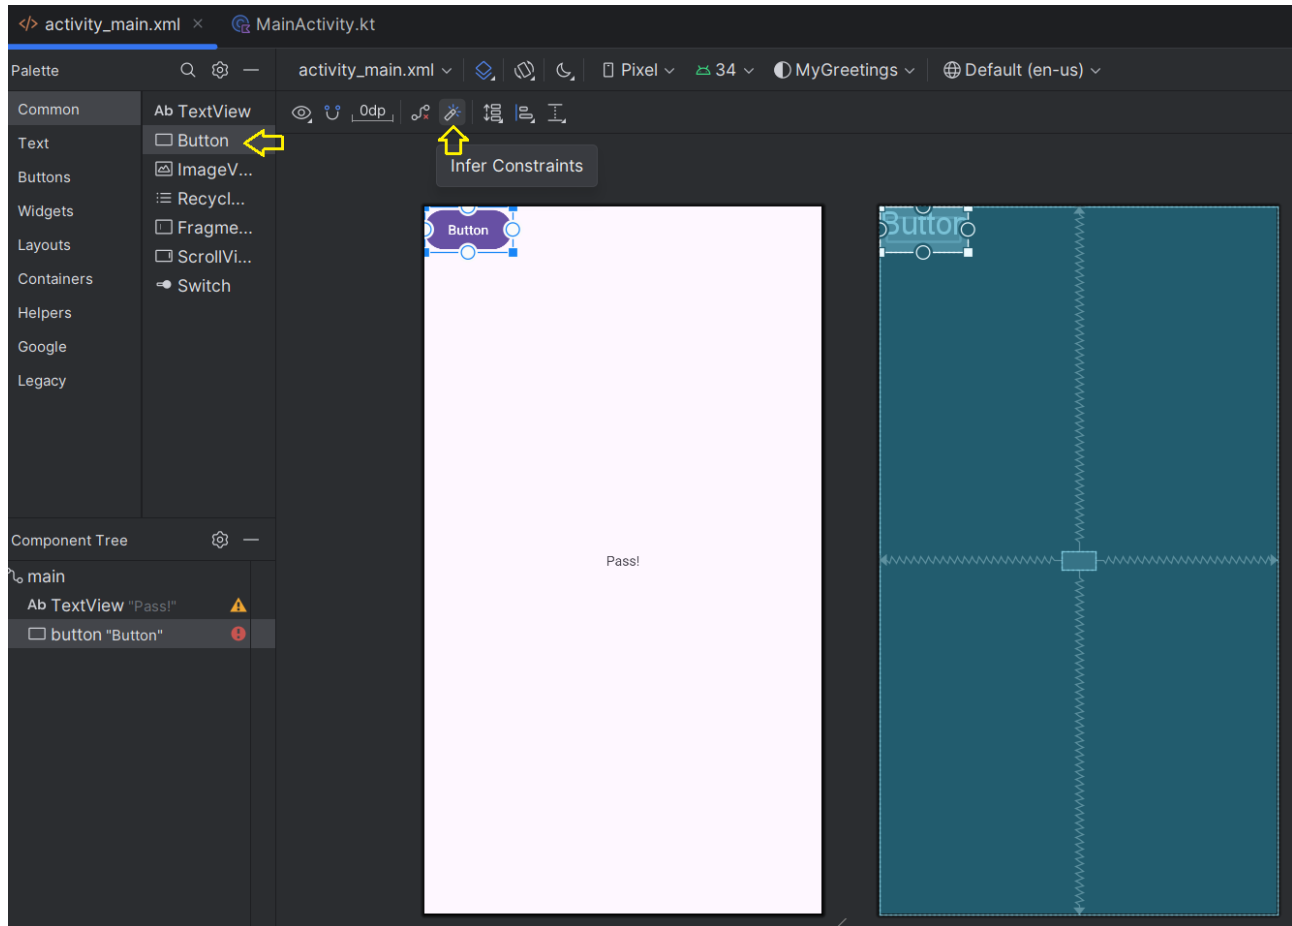 </> activity_main.xml × MainActivity.kt
Palette
activity_main.xml Pixel 34 MyGreetings Default (en-us)
Common
Text
Buttons
Widgets
Layouts
Containers
Helpers
Google
Legacy
Ab TextView
Button
ImageV...
Recycl...
Fragme...
ScrollVi...
Switch
0dp
Infer Constraints
Button
Button
Pass!
Component Tree
main
Ab TextView "Pass!"
button "Button"